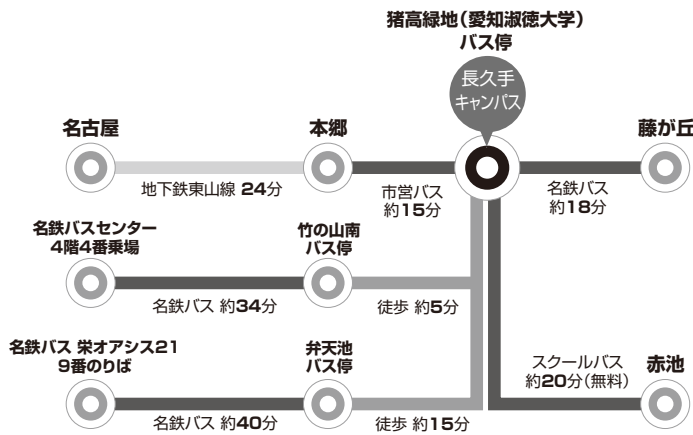 猪高緑地（愛知淑徳大学）
バス停
長久手
キャンパス
名古屋
本郷
藤が丘
地下鉄東山線 24分
市営バス
約15分
名鉄バス
約18分
名鉄バスセンター
4階4番乗場
竹の山南
バス停
名鉄バス 約34分
徒歩 約5分
名鉄バス 栄オアシス21
9番のりば
弁天池
バス停
スクールバス
約20分（無料）
赤池
名鉄バス 約40分
徒歩 約15分